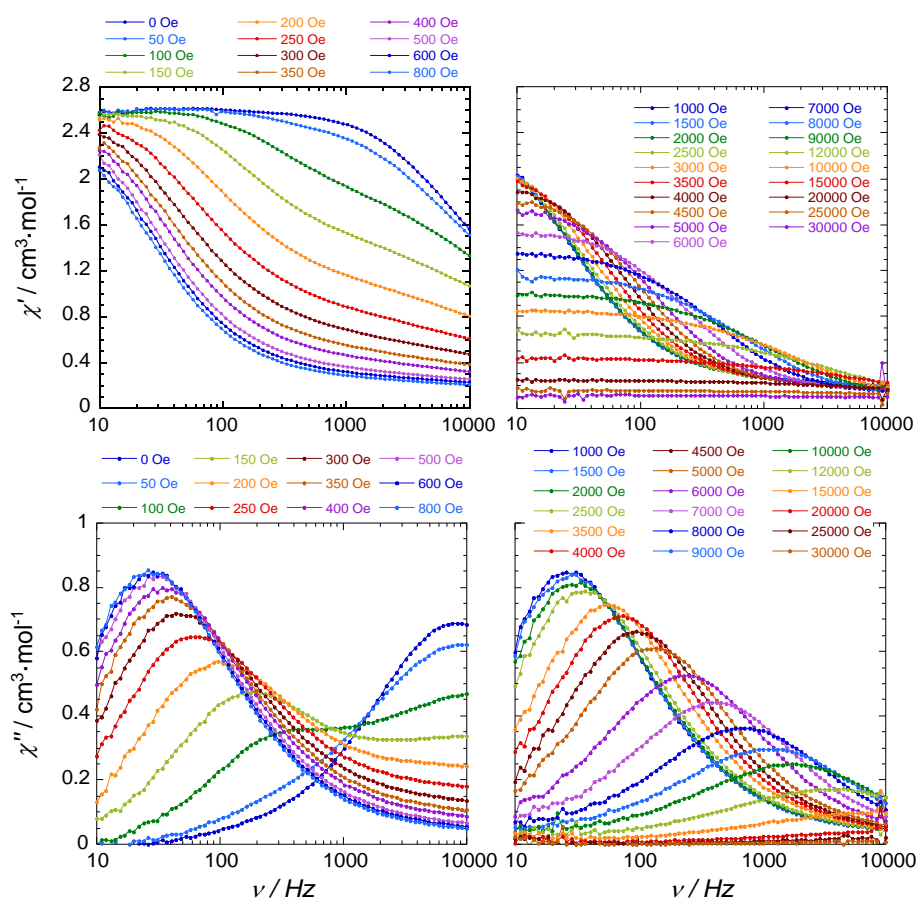 0 Oe 200 Oe 400 Oe
50 Oe 250 Oe 500 Oe
100 Oe 300 Oe 600 Oe
150 Oe 350 Oe 800 Oe
2.8
2.4
2
1.6
1.2
0.8
0.4
0
χ' / cm³·mol⁻¹
10 100 1000 10000
1000 Oe 7000 Oe
1500 Oe 8000 Oe
2000 Oe 9000 Oe
2500 Oe 12000 Oe
3000 Oe 10000 Oe
3500 Oe 15000 Oe
4000 Oe 20000 Oe
4500 Oe 25000 Oe
5000 Oe 30000 Oe
6000 Oe
10 100 1000 10000
0 Oe 150 Oe 300 Oe 500 Oe
50 Oe 200 Oe 350 Oe 600 Oe
100 Oe 250 Oe 400 Oe 800 Oe
1
0.8
0.6
0.4
0.2
0
χ'' / cm³·mol⁻¹
10 100 1000 10000
ν / Hz
1000 Oe 4500 Oe 10000 Oe
1500 Oe 5000 Oe 12000 Oe
2000 Oe 6000 Oe 15000 Oe
2500 Oe 7000 Oe 20000 Oe
3500 Oe 8000 Oe 25000 Oe
4000 Oe 9000 Oe 30000 Oe
10 100 1000 10000
ν / Hz